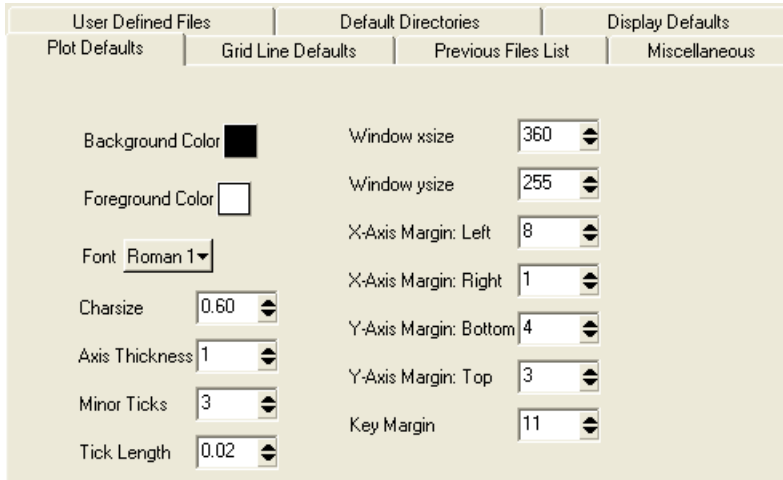 User Defined Files
Default Directories
Display Defaults
Plot Defaults
Grid Line Defaults
Previous Files List
Miscellaneous
Background Color
Foreground Color
Font Roman 1
Charsize 0.60
Axis Thickness 1
Minor Ticks 3
Tick Length 0.02
Window xsize 360
Window ysize 255
X-Axis Margin: Left 8
X-Axis Margin: Right 1
Y-Axis Margin: Bottom 4
Y-Axis Margin: Top 3
Key Margin 11